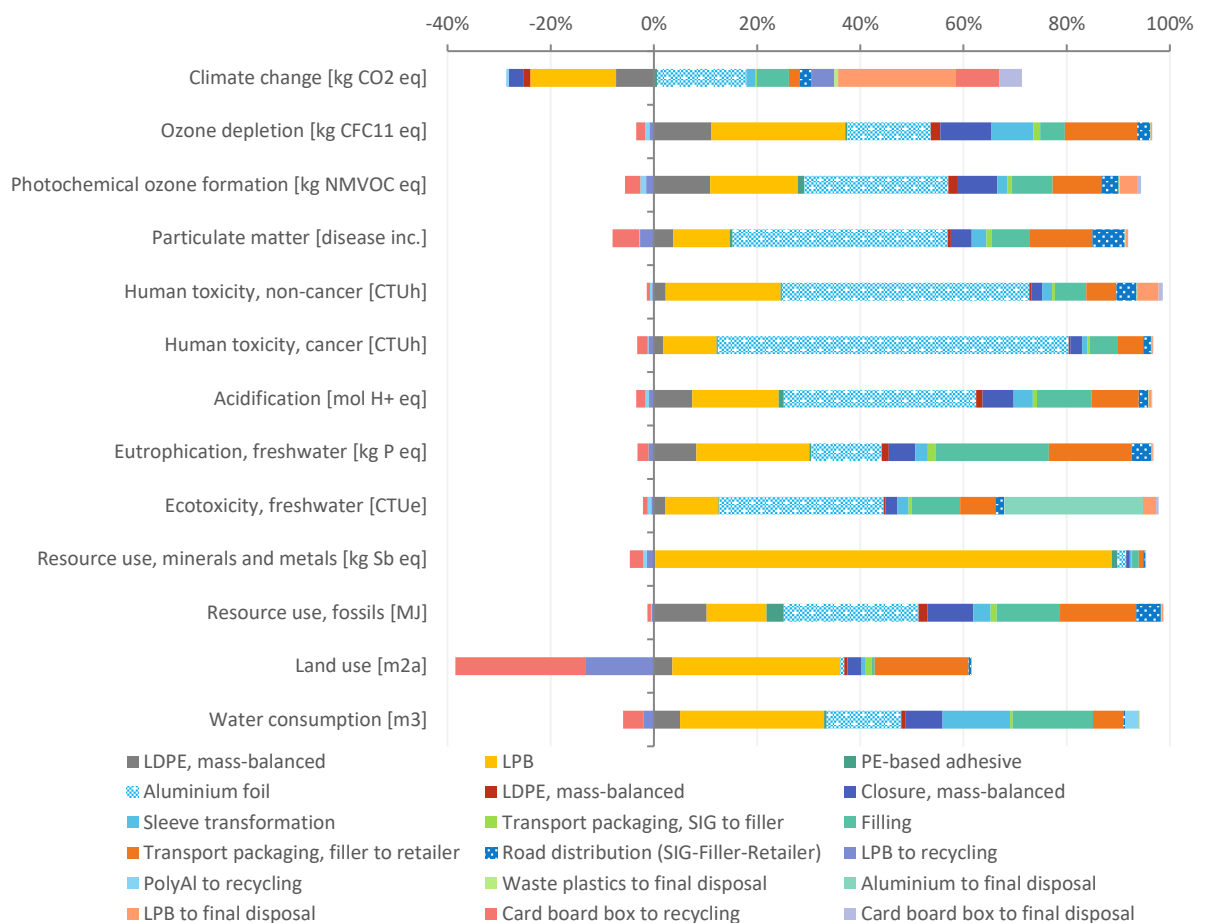 -40% -20% 0% 20% 40% 60% 80% 100%
Climate change [kg CO2 eq]
Ozone depletion [kg CFC11 eq]
Photochemical ozone formation [kg NMVOC eq]
Particulate matter [disease inc.]
Human toxicity, non-cancer [CTUh]
Human toxicity, cancer [CTUh]
Acidification [mol H+ eq]
Eutrophication, freshwater [kg P eq]
Ecotoxicity, freshwater [CTUe]
Resource use, minerals and metals [kg Sb eq]
Resource use, fossils [MJ]
Land use [m2a]
Water consumption [m3]
LDPE, mass-balanced LPB PE-based adhesive
Aluminium foil LDPE, mass-balanced Closure, mass-balanced
Sleeve transformation Transport packaging, SIG to filler Filling
Transport packaging, filler to retailer Road distribution (SIG-Filler-Retailer) LPB to recycling
PolyAl to recycling Waste plastics to final disposal Aluminium to final disposal
LPB to final disposal Card board box to recycling Card board box to final disposal